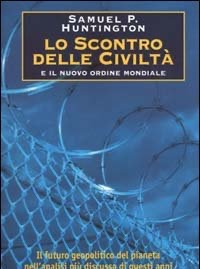 SAMUEL P.
HUNTINGTON
LO SCONTRO
DELLE CIVILTÀ
E IL NUOVO ORDINE MONDIALE
Il futuro geopolitico del pianeta
nell'analisi più discussa di questi anni